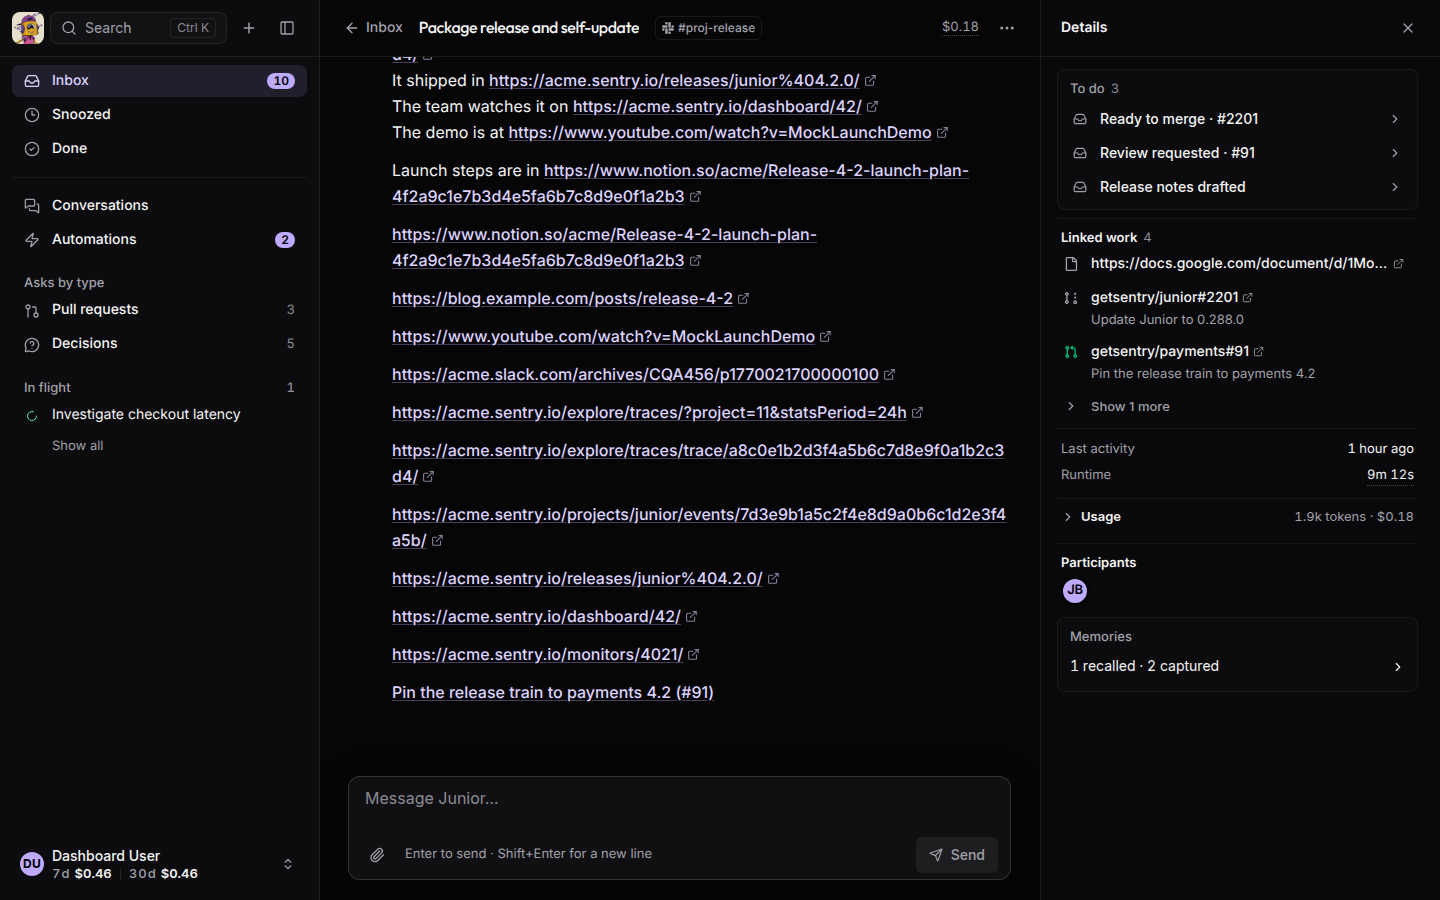 Search Ctrl K
Inbox 10
Snoozed
Done
Conversations
Automations 2
Asks by type
Pull requests 3
Decisions 5
In flight 1
Investigate checkout latency
Show all
DU Dashboard User
7d $0.46 30d $0.46
Inbox Package release and self-update #proj-release $0.18
d4/
It shipped in https://acme.sentry.io/releases/junior%404.2.0/
The team watches it on https://acme.sentry.io/dashboard/42/
The demo is at https://www.youtube.com/watch?v=MockLaunchDemo
Launch steps are in https://www.notion.so/acme/Release-4-2-launch-plan-
4f2a9c1e7b3d4e5fa6b7c8d9e0f1a2b3
https://www.notion.so/acme/Release-4-2-launch-plan-
4f2a9c1e7b3d4e5fa6b7c8d9e0f1a2b3
https://blog.example.com/posts/release-4-2
https://www.youtube.com/watch?v=MockLaunchDemo
https://acme.slack.com/archives/CQA456/p1770021700000100
https://acme.sentry.io/explore/traces/?project=11&statsPeriod=24h
https://acme.sentry.io/explore/traces/trace/a8c0e1b2d3f4a5b6c7d8e9f0a1b2c3
d4/
https://acme.sentry.io/projects/junior/events/7d3e9b1a5c2f4e8d9a0b6c1d2e3f4
a5b/
https://acme.sentry.io/releases/junior%404.2.0/
https://acme.sentry.io/dashboard/42/
https://acme.sentry.io/monitors/4021/
Pin the release train to payments 4.2 (#91)
Message Junior...
Enter to send · Shift+Enter for a new line
Send
Details
To do 3
Ready to merge · #2201
Review requested · #91
Release notes drafted
Linked work 4
https://docs.google.com/document/d/1Mo...
getsentry/junior#2201
Update Junior to 0.288.0
getsentry/payments#91
Pin the release train to payments 4.2
Show 1 more
Last activity 1 hour ago
Runtime 9m 12s
Usage 1.9k tokens · $0.18
Participants
JB
Memories
1 recalled · 2 captured